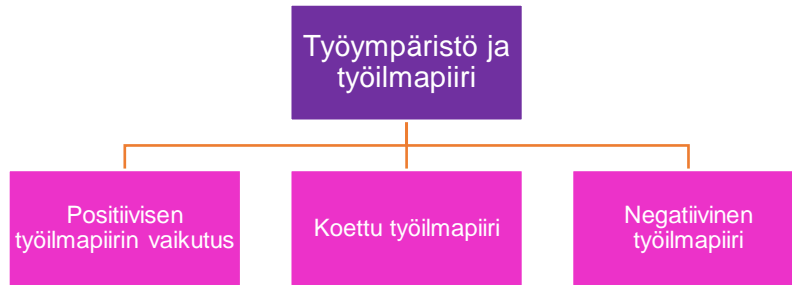 Työympäristö ja
työilmapiiri
Positiivisen
työilmapiirin vaikutus
Koettu työilmapiiri
Negatiivinen
työilmapiiri